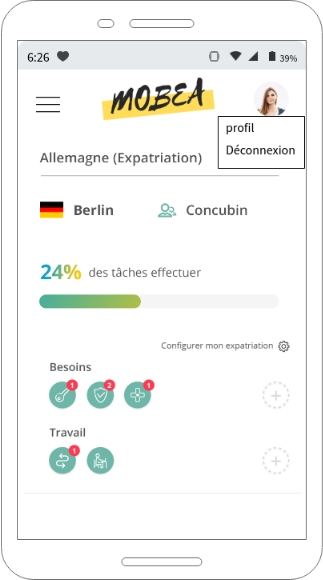 6:26
39%
MOBEA
profil
Déconnexion
Allemagne (Expatriation)
Berlin
Concubin
24% des tâches effectuer
Configurer mon expatriation
Besoins
1
2
1
Travail
1